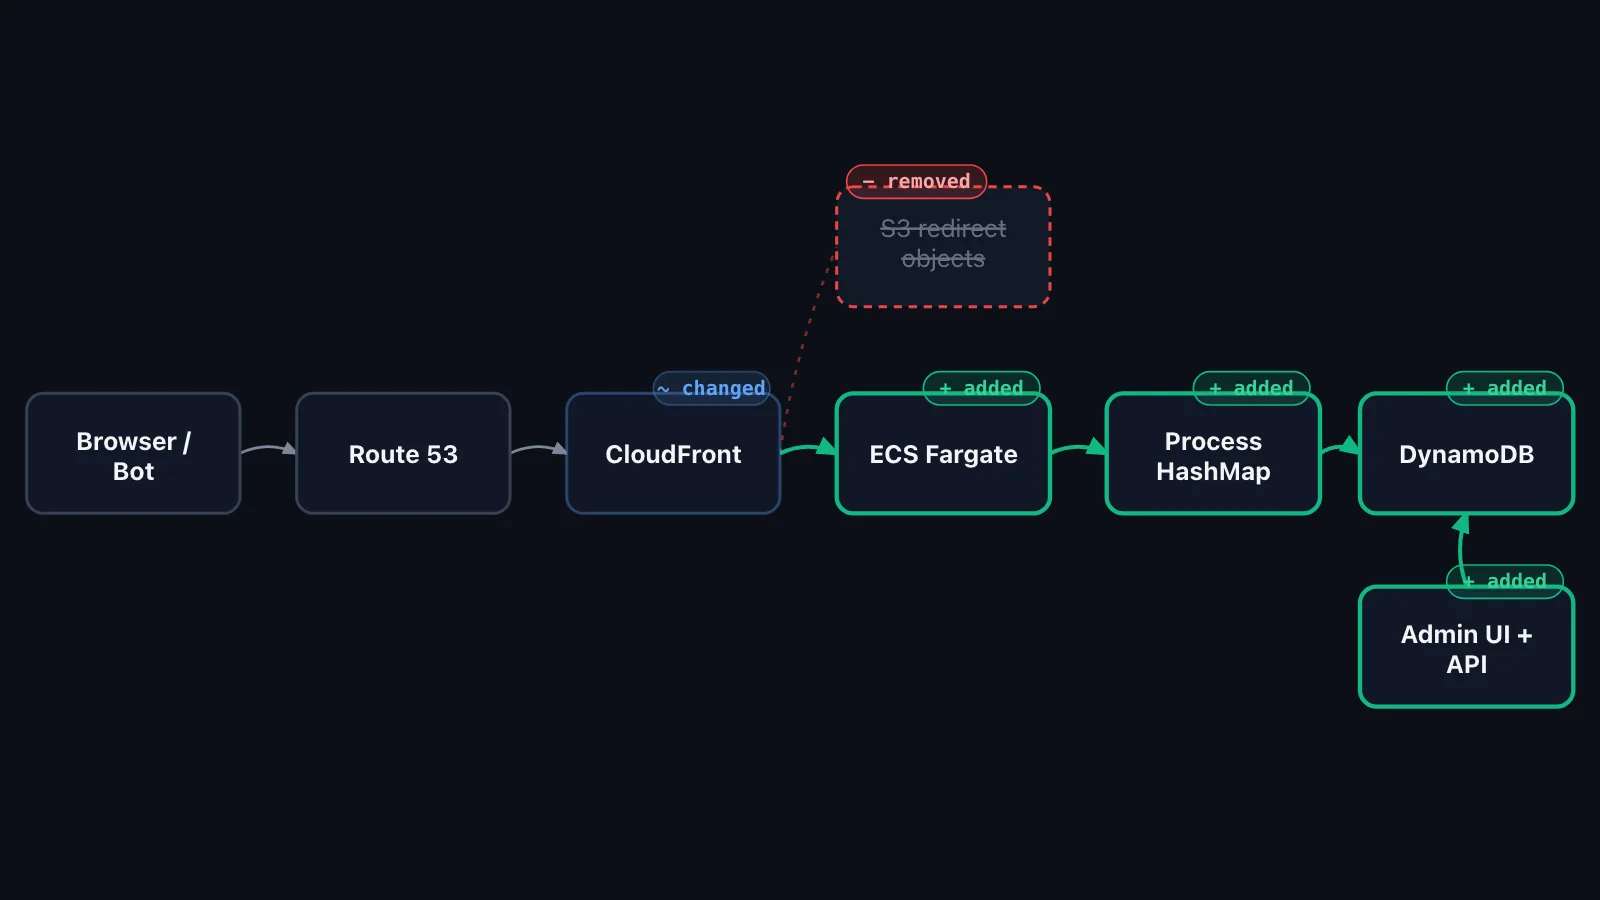 − removed
S3 redirect
objects
~ changed
+ added
+ added
+ added
Browser /
Bot
Route 53
CloudFront
ECS Fargate
Process
HashMap
DynamoDB
+ added
Admin UI +
API